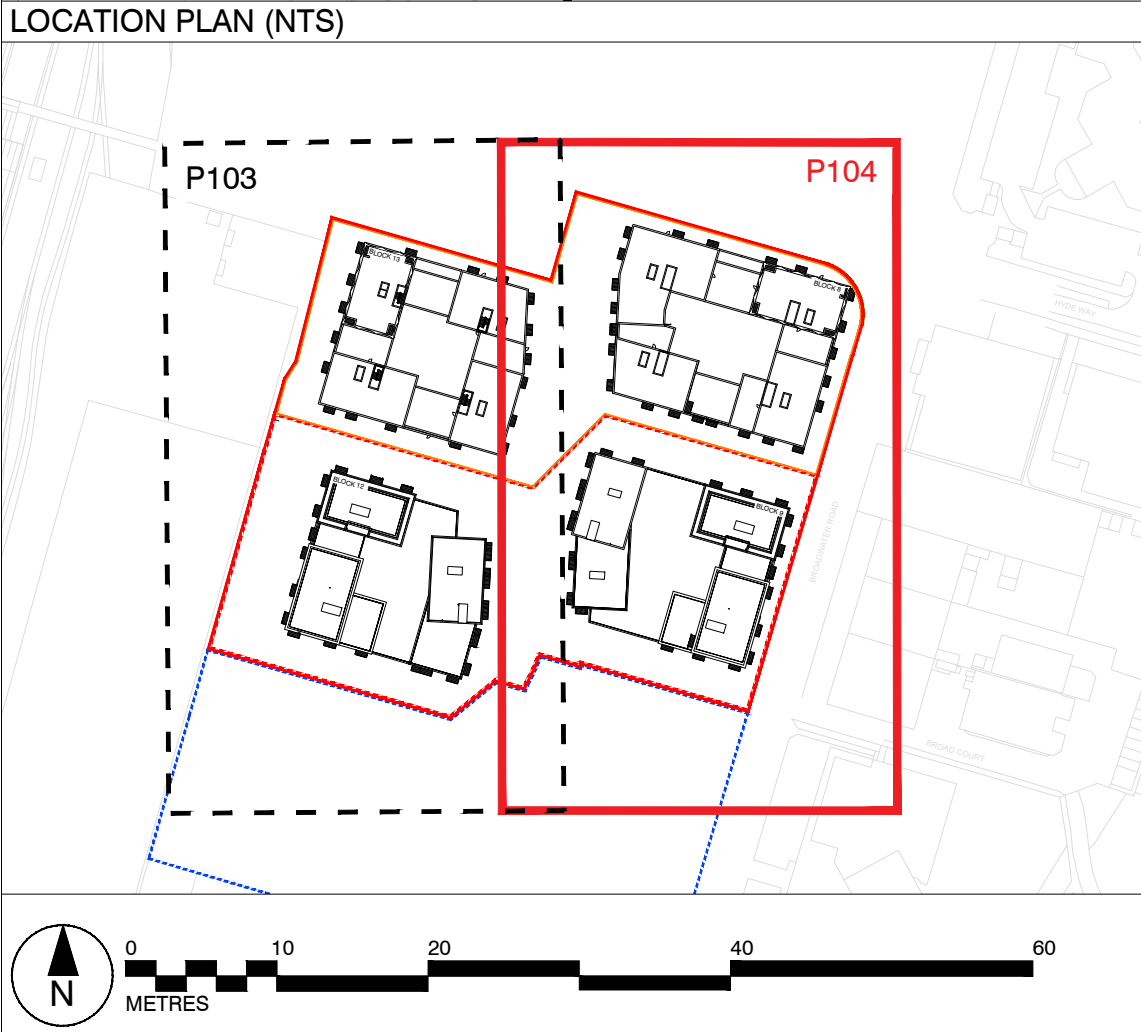 LOCATION PLAN (NTS)
P103
P104
BLOCK 13
BLOCK 8
HYDE WAY
BLOCK 12
BLOCK 9
BROADWATER ROAD
BROAD COURT
N
0 10 20 40 60
METRES